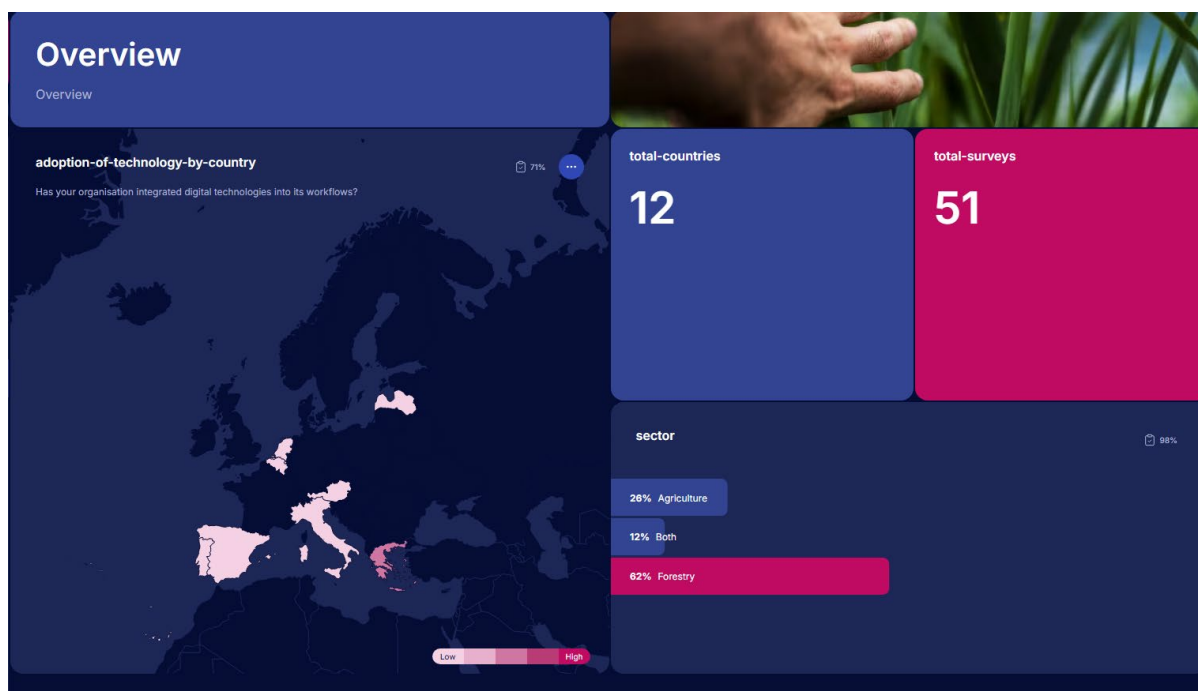 Overview
Overview
adoption-of-technology-by-country
71%
...
Has your organisation integrated digital technologies into its workflows?
Low
High
total-countries
12
total-surveys
51
sector
98%
26% Agriculture
12% Both
62% Forestry